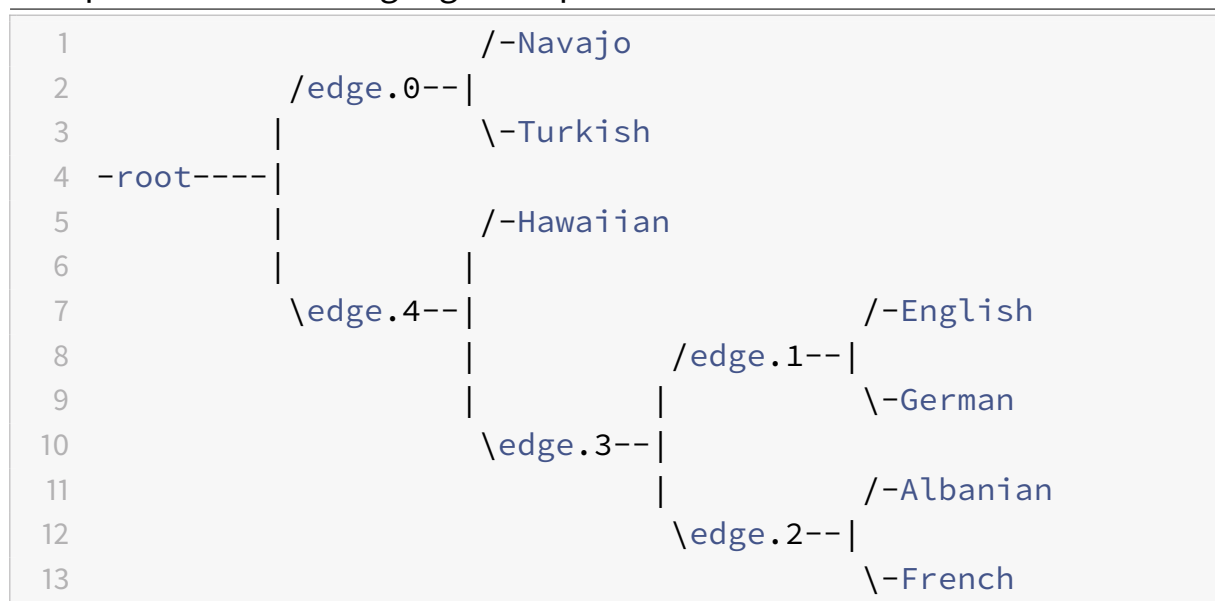 1                     /-Navajo
2           /edge.0--|
3          |          \-Turkish
4 -root----|
5          |          /-Hawaiian
6          |         |
7           \edge.4--|                    /-English
8                    |          /edge.1--|
9                    |         |          \-German
10                    \edge.3--|
11                             |          /-Albanian
12                              \edge.2--|
13                                        \-French